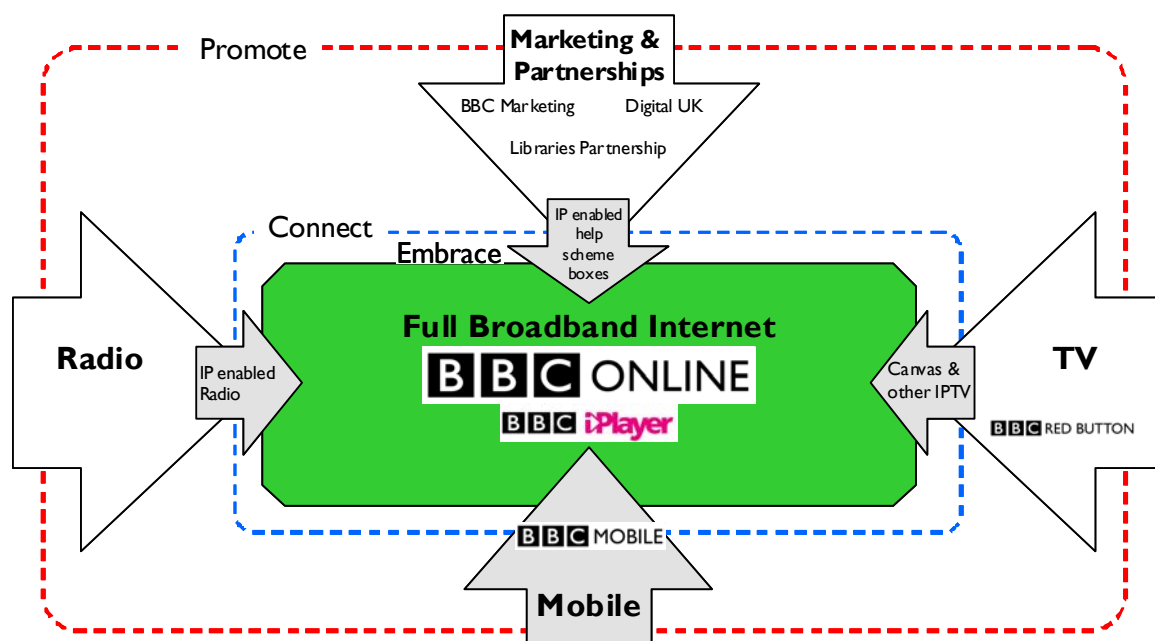 Promote
Marketing &
Partnerships
BBC Marketing Digital UK
Libraries Partnership
Connect
IP enabled
help
scheme
boxes
Embrace
Full Broadband Internet
BBC ONLINE
BBC iPlayer
Radio
IP enabled
Radio
Canvas &
other IPTV
TV
BBC RED BUTTON
BBC MOBILE
Mobile